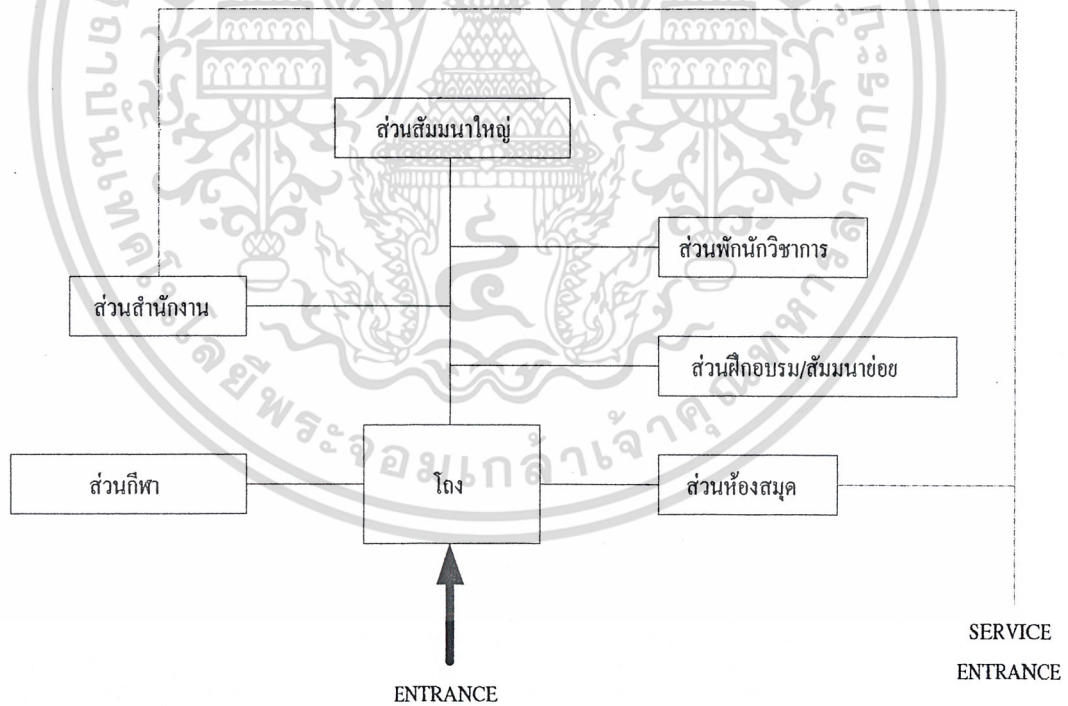 ส่วนสัมมนาใหญ่
ส่วนพักนักวิชาการ
ส่วนสำนักงาน
ส่วนฝึกอบรม/สัมมนาย่อย
ส่วนกีฬา
โถง
ส่วนห้องสมุด
SERVICE
ENTRANCE
ENTRANCE